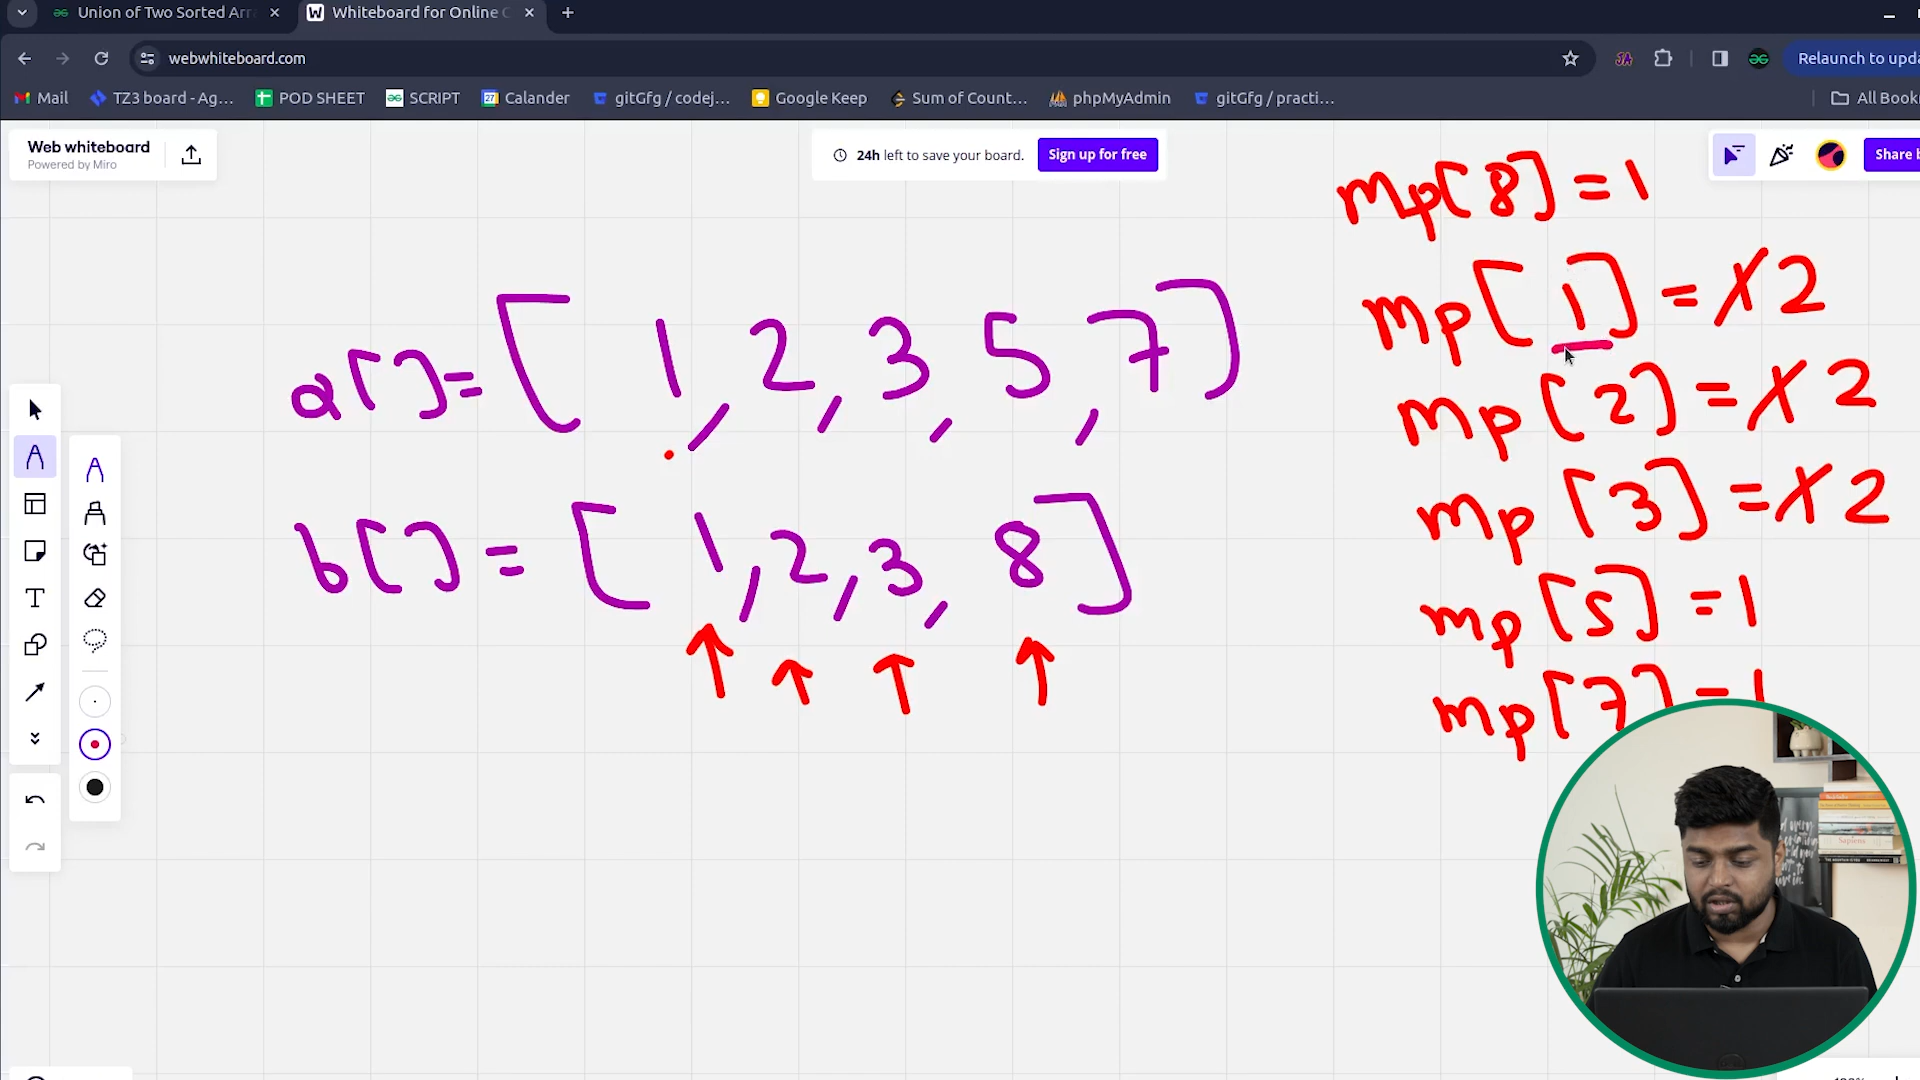 Union of Two Sorted Arr
Whiteboard for Online C
webwhiteboard.com
Relaunch to upda
Mail
TZ3 board - Ag...
POD SHEET
SCRIPT
27
Calander
gitGfg / codej...
Google Keep
Sum of Count...
phpMyAdmin
gitGfg / practi...
All Book
Web whiteboard
Powered by Miro
24h left to save your board.
Sign up for free
Share b
mp[8] = 1
mp[1] = 1 2
mp[2] = 1 2
mp[3] = 1 2
mp[5] = 1
mp[7] = 1
a[] = [1, 2, 3, 5, 7]
b[] = [1, 2, 3, 8]
Sapiens